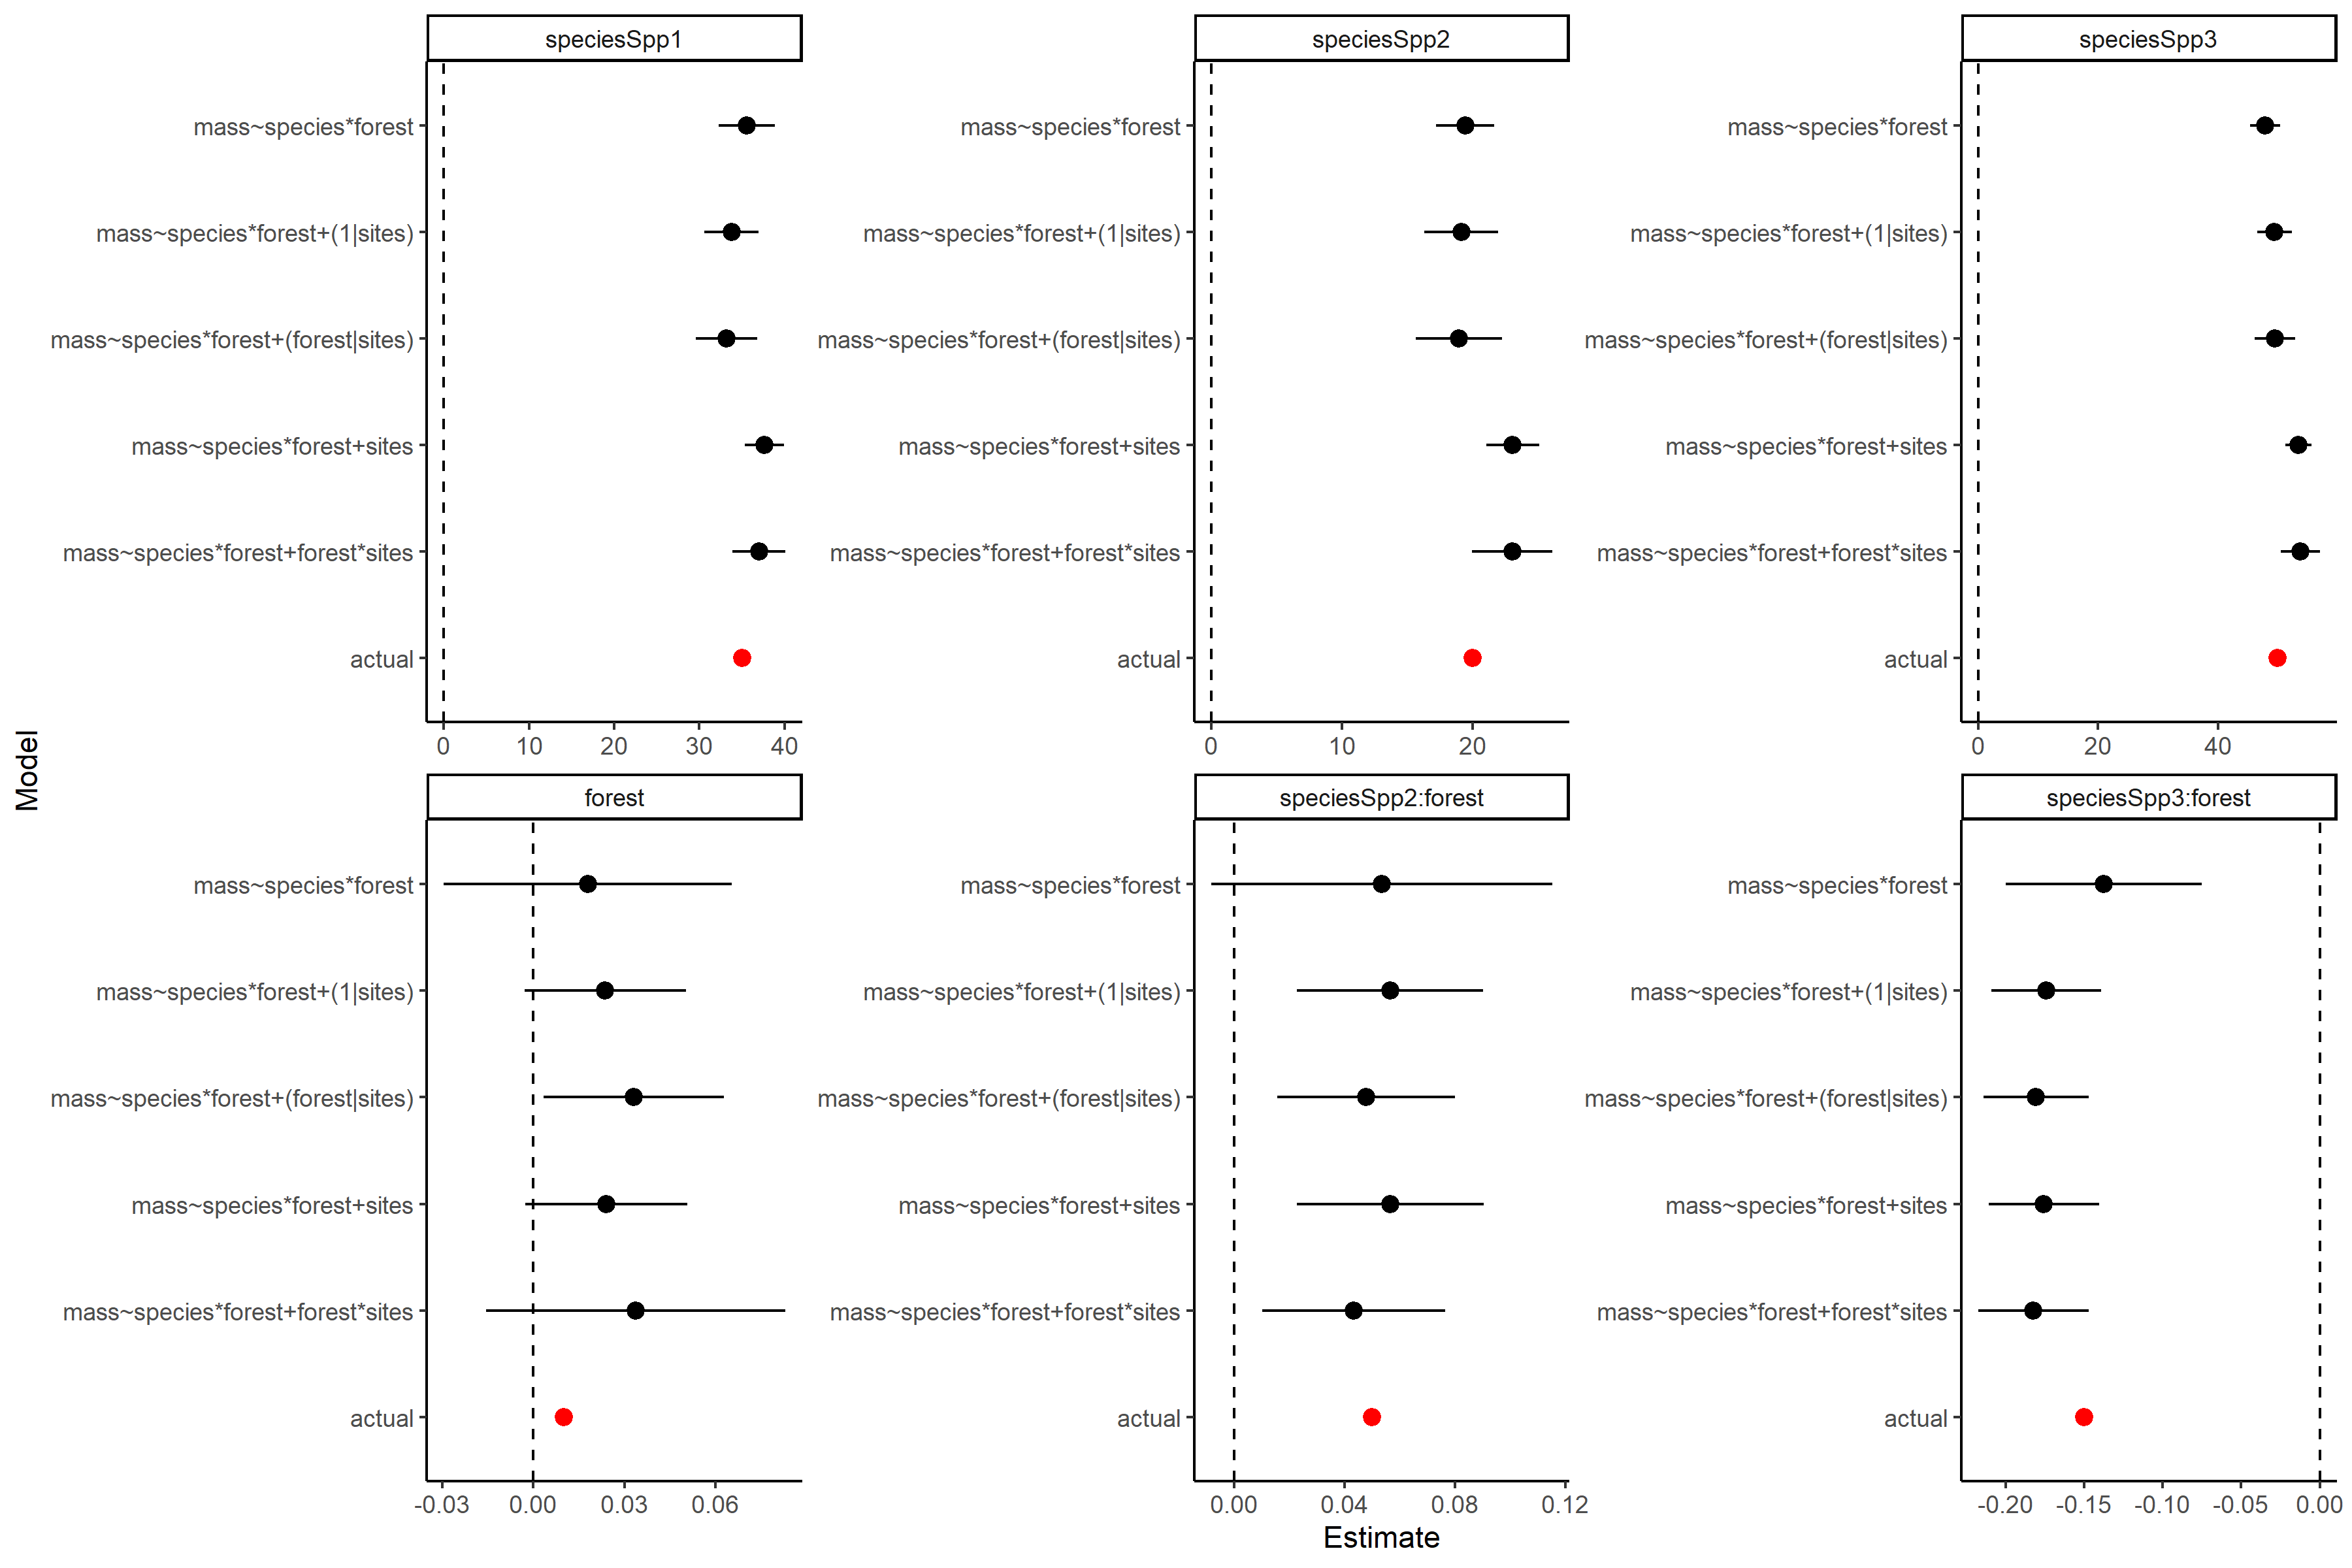 speciesSpp1 speciesSpp2 speciesSpp3
mass~species*forest mass~species*forest mass~species*forest
mass~species*forest+(1|sites) mass~species*forest+(1|sites) mass~species*forest+(1|sites)
mass~species*forest+(forest|sites) mass~species*forest+(forest|sites) mass~species*forest+(forest|sites)
mass~species*forest+sites mass~species*forest+sites mass~species*forest+sites
mass~species*forest+forest*sites mass~species*forest+forest*sites mass~species*forest+forest*sites
actual actual actual
0 10 20 30 40 0 10 20 0 20 40
Model
forest speciesSpp2:forest speciesSpp3:forest
mass~species*forest mass~species*forest mass~species*forest
mass~species*forest+(1|sites) mass~species*forest+(1|sites) mass~species*forest+(1|sites)
mass~species*forest+(forest|sites) mass~species*forest+(forest|sites) mass~species*forest+(forest|sites)
mass~species*forest+sites mass~species*forest+sites mass~species*forest+sites
mass~species*forest+forest*sites mass~species*forest+forest*sites mass~species*forest+forest*sites
actual actual actual
-0.03 0.00 0.03 0.06 0.00 0.04 0.08 0.12 -0.20 -0.15 -0.10 -0.05 0.00
Estimate